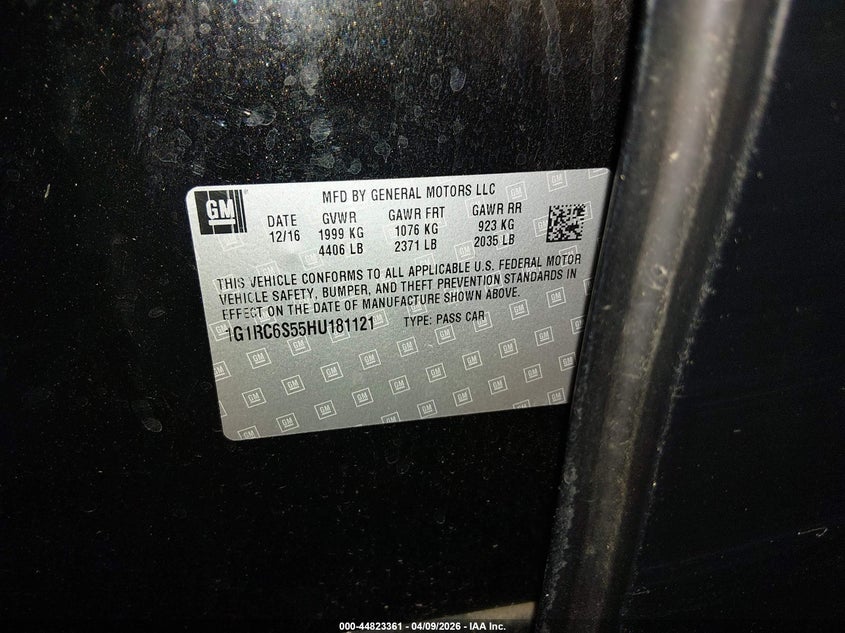 GM
MFD BY GENERAL MOTORS LLC
DATE GVWR GAWR FRT GAWR RR
12/16 1999 KG 1076 KG 923 KG
4406 LB 2371 LB 2035 LB
THIS VEHICLE CONFORMS TO ALL APPLICABLE U.S. FEDERAL MOTOR
VEHICLE SAFETY, BUMPER, AND THEFT PREVENTION STANDARDS IN
EFFECT ON THE DATE OF MANUFACTURE SHOWN ABOVE.
1G1RC6S55HU181121 TYPE: PASS CAR
000-44823361 | 04/09/2026 | IAA Inc.